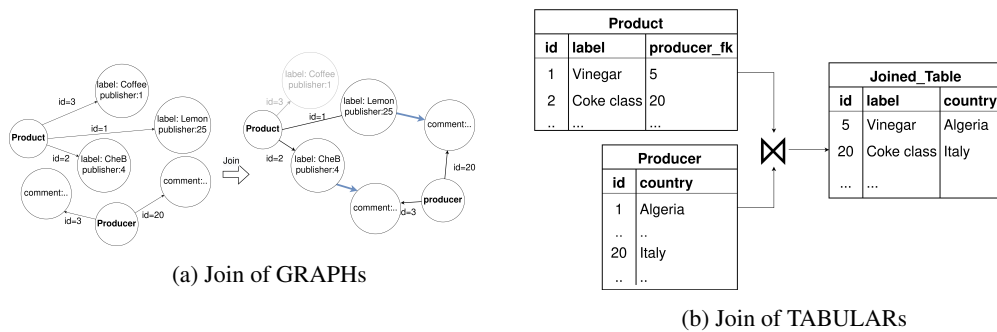 label: Coffee
publisher:1
id=3
label: Lemon
publisher:25
id=1
Product
id=2
label: CheB
publisher:4
comment:..
comment:..
id=3
Producer
id=20
Join
label: Coffee
publisher:1
id=3
label: Lemon
publisher:25
id=1
Product
comment:..
id=2
label: CheB
publisher:4
id=20
comment:..
d=3
producer
(a) Join of GRAPHs
Product
id label producer_fk
1 Vinegar 5
2 Coke class 20
.. ... ...
Producer
id country
1 Algeria
.. ..
20 Italy
.. ..
⋈
Joined_Table
id label country
5 Vinegar Algeria
20 Coke class Italy
... ...
(b) Join of TABULARs